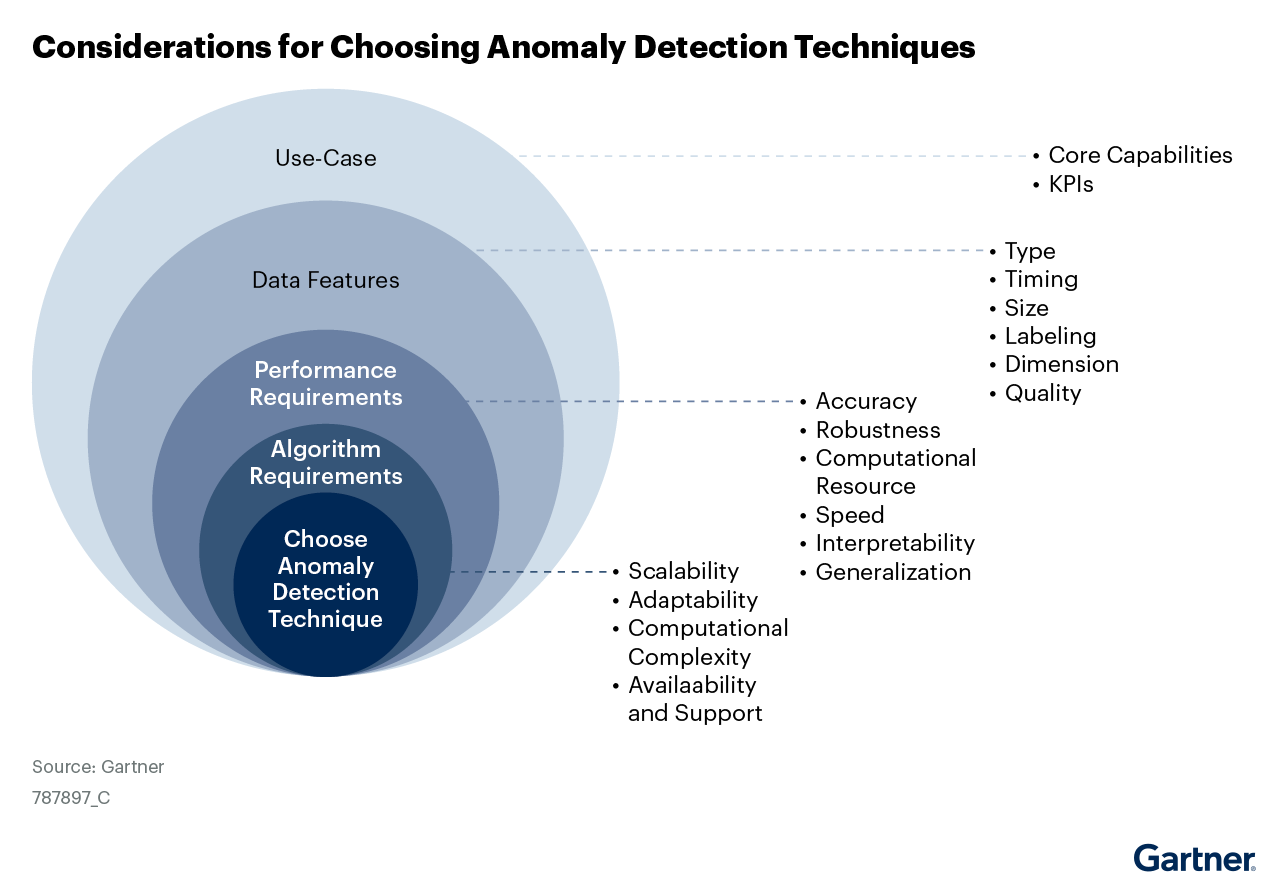 Considerations for Choosing Anomaly Detection Techniques
Use-Case
• Core Capabilities
• KPIs
Data Features
• Type
• Timing
• Size
• Labeling
• Dimension
• Quality
Performance
Requirements
• Accuracy
• Robustness
• Computational
Resource
• Speed
• Interpretability
• Generalization
Algorithm
Requirements
• Scalability
• Adaptability
• Computational
Complexity
• Availaability
and Support
Choose
Anomaly
Detection
Technique
Source: Gartner
787897_C
Gartner®